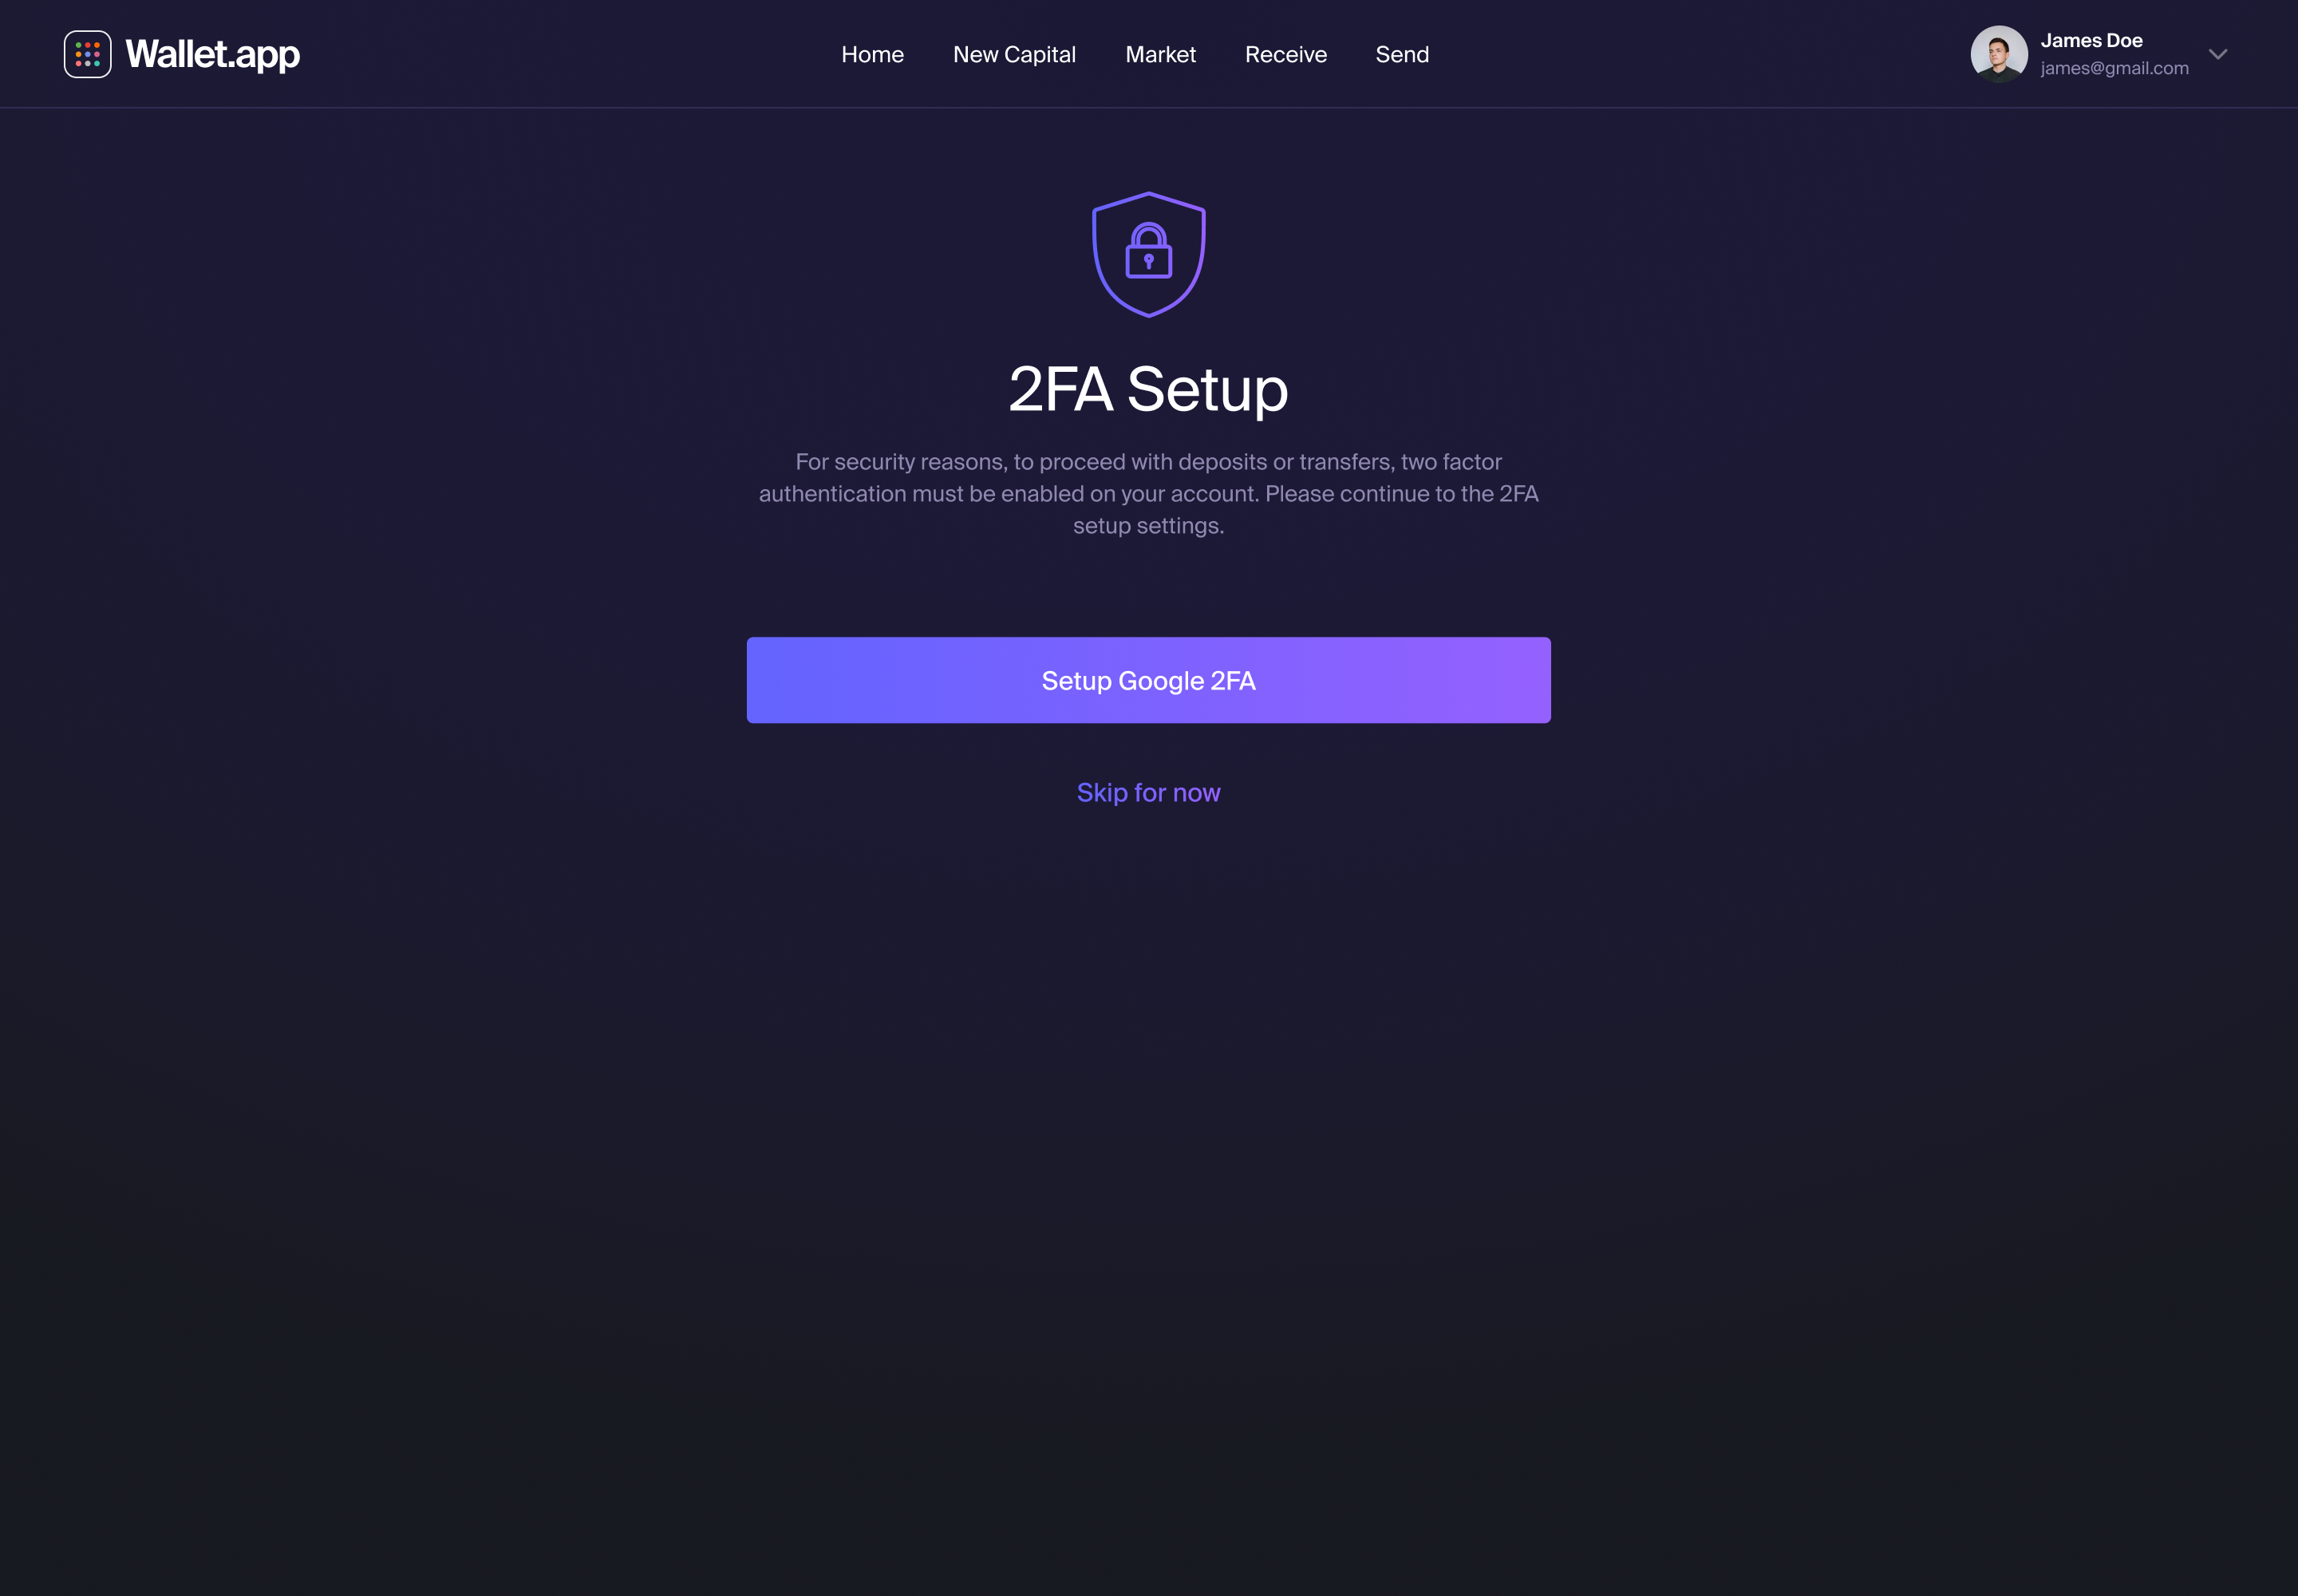 Wallet.app
Home
New Capital
Market
Receive
Send
James Doe
james@gmail.com
2FA Setup
For security reasons, to proceed with deposits or transfers, two factor
authentication must be enabled on your account. Please continue to the 2FA
setup settings.
Setup Google 2FA
Skip for now